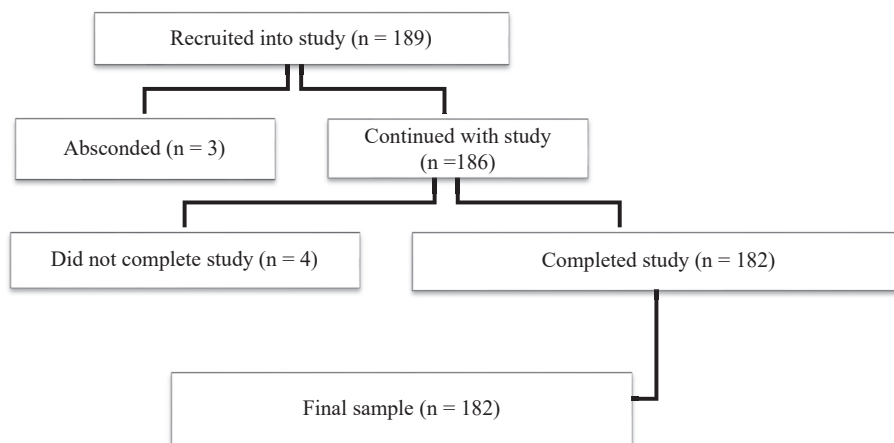 Recruited into study (n = 189)
Absconded (n = 3)
Continued with study
(n =186)
Did not complete study (n = 4)
Completed study (n = 182)
Final sample (n = 182)